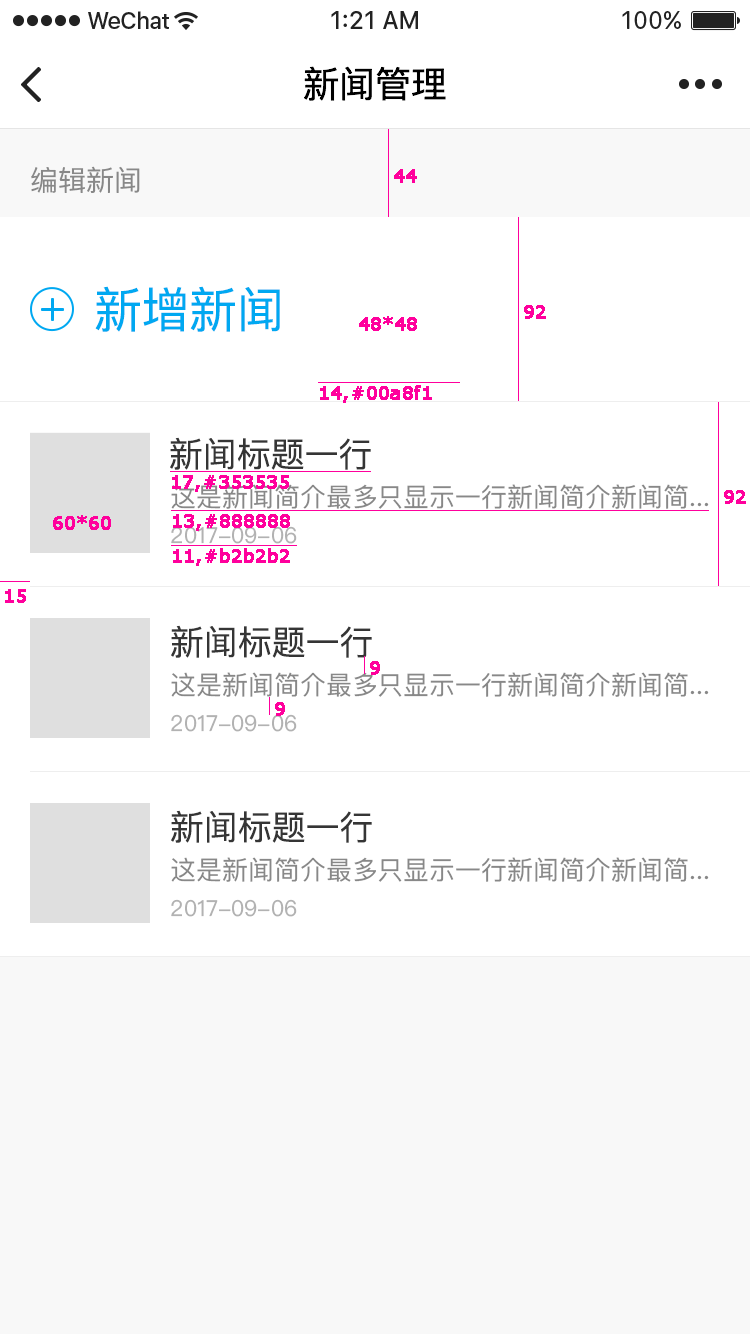 WeChat 1:21 AM 100%
新闻管理
44
编辑新闻
新增新闻
92
48*48
14,#00a8f1
新闻标题一行
17,#353535
这是新闻简介最多只显示一行新闻简介新闻简...
92
60*60
13,#888888
2017-09-06
11,#b2b2b2
15
新闻标题一行
9
这是新闻简介最多只显示一行新闻简介新闻简...
9
2017-09-06
新闻标题一行
这是新闻简介最多只显示一行新闻简介新闻简...
2017-09-06